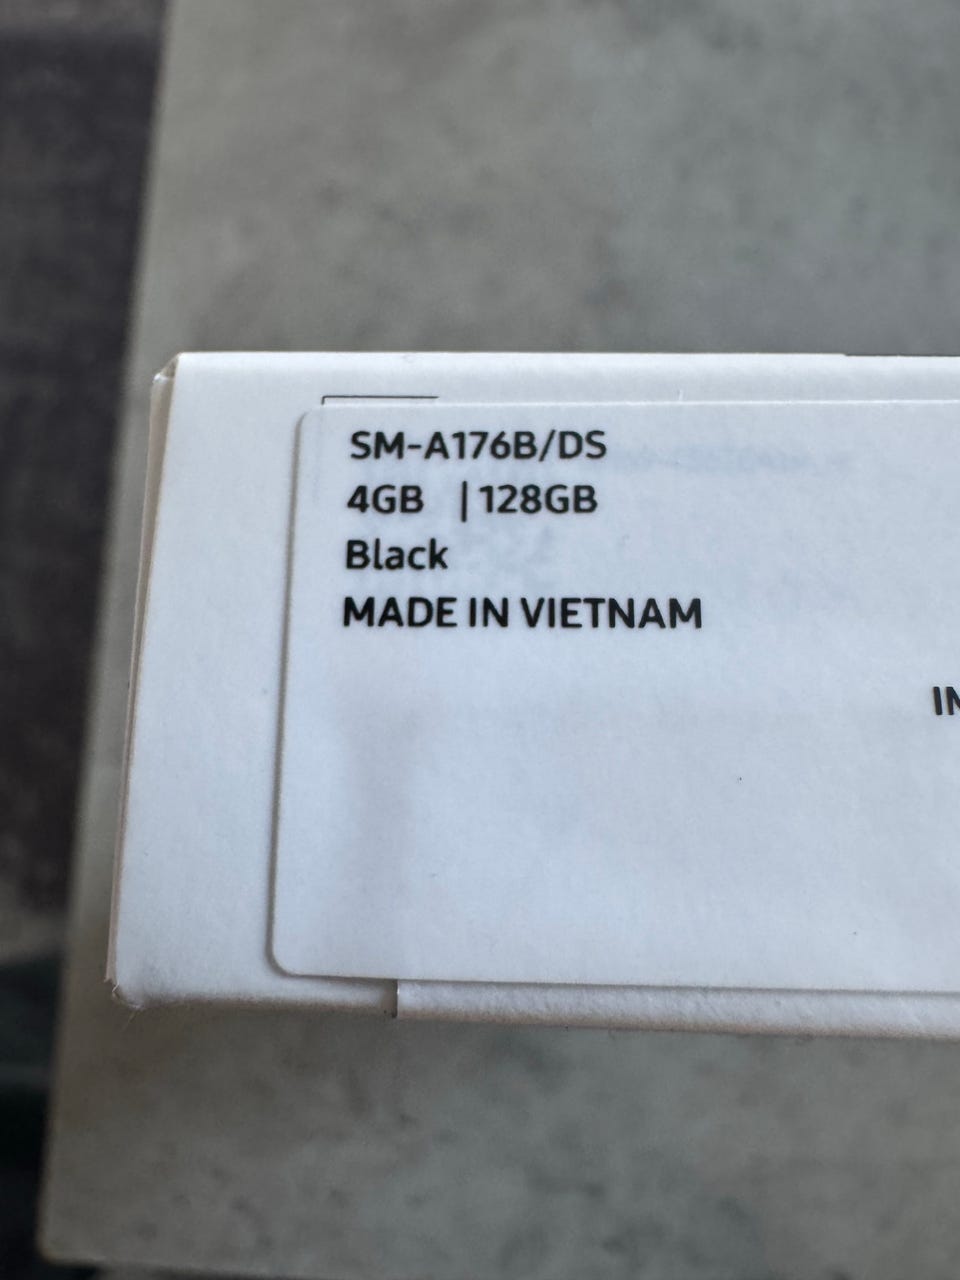 SM-A176B/DS
4GB | 128GB
Black
MADE IN VIETNAM